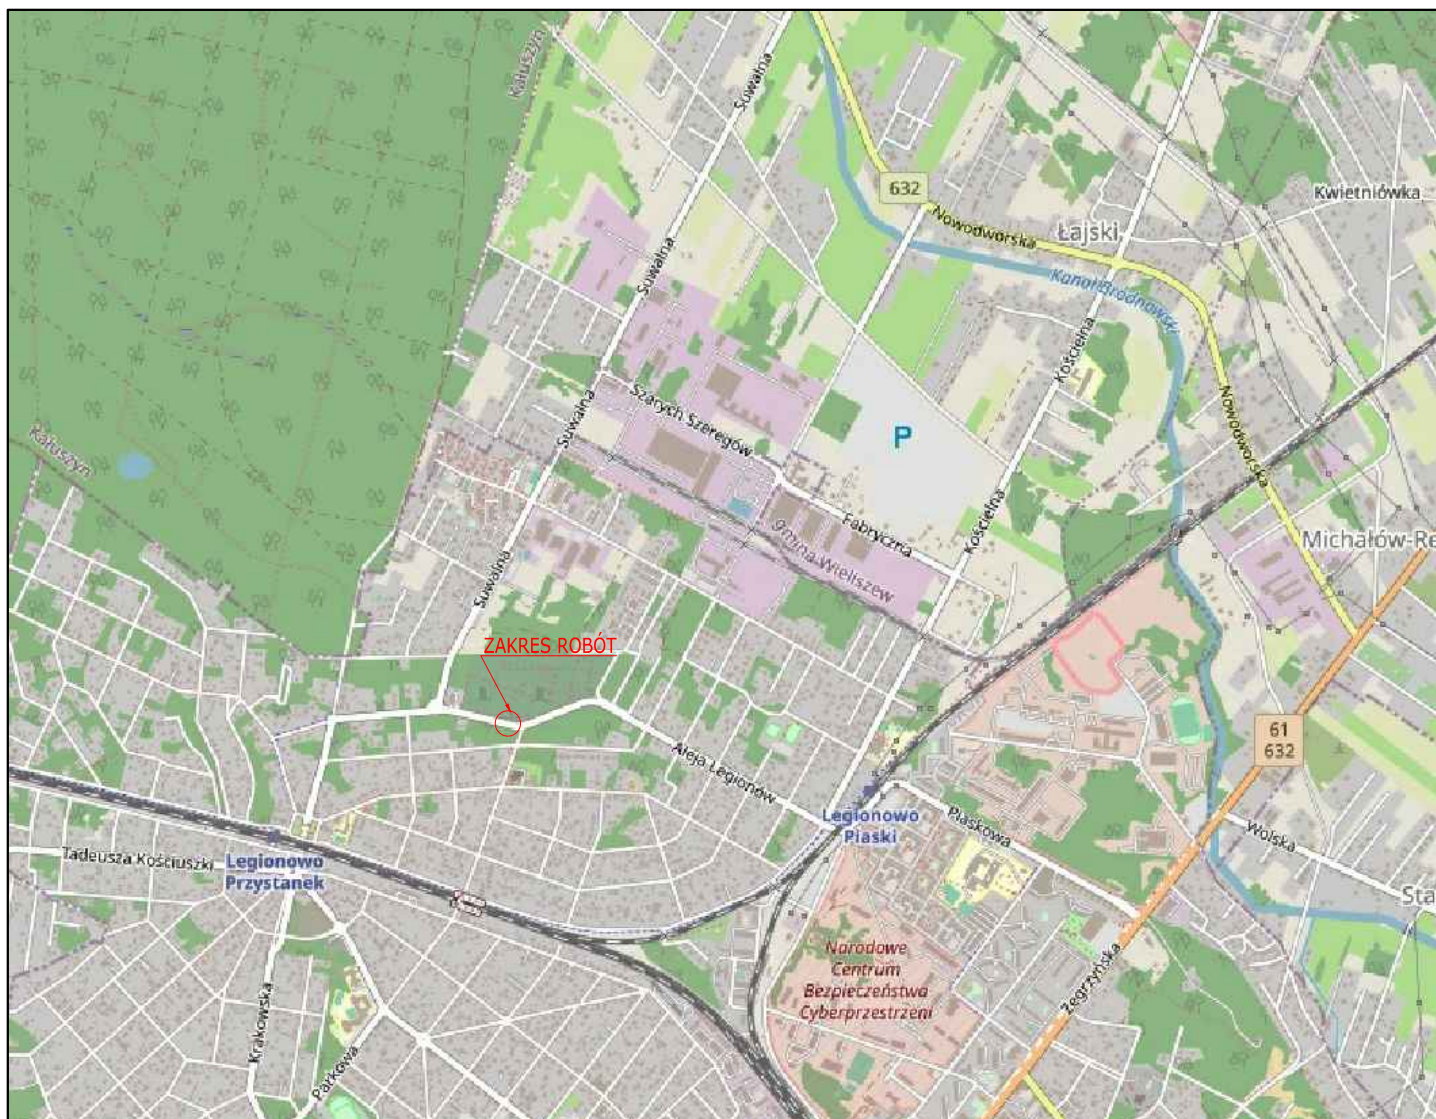 Kałuszyn
Suwalna
632
Nowodworska
Łajski
Kwietniówka
Kanał Bródnowski
Suwalna
Kościelna
Szarych Szeregów
Suwalna
P
Nowodworska
Kałuszyn
Fabryczna
Kościelna
gmina Wieliszew
Michałów-Re
Suwalna
ZAKRES ROBÓT
61
632
Aleja Legionów
Legionowo
Piaski
Piaskowa
Wolska
Tadeusza Kościuszki
Legionowo
Przystanek
Sta
Narodowe
Centrum
Bezpieczeństwa
Cyberprzestrzeni
Zegrzyńska
Krakowska
Parkowa